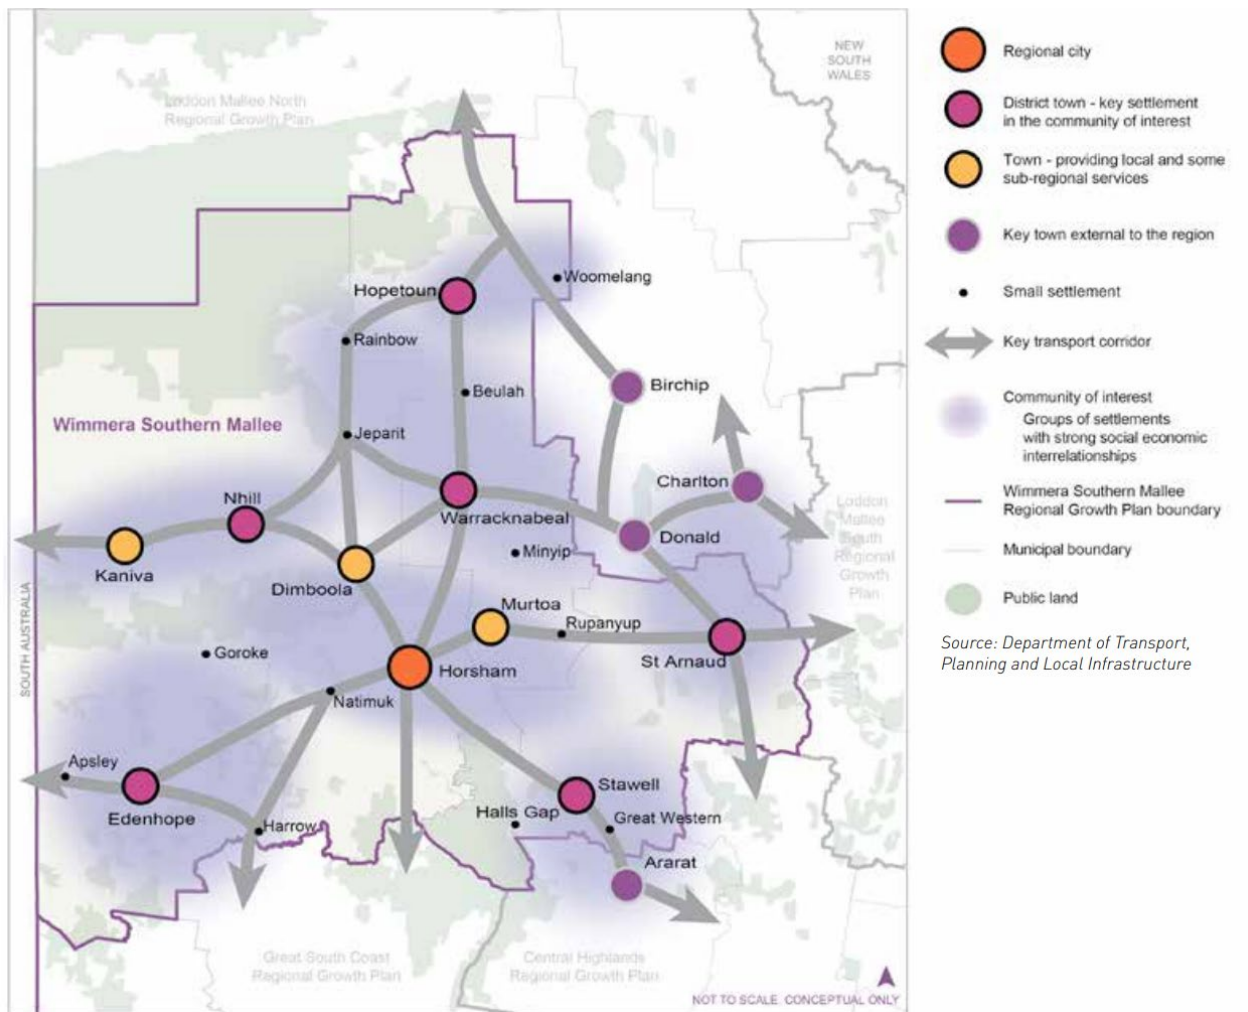 NEW
SOUTH
WALES
Loddon Mallee North
Regional Growth Plan
Woomelang
Hopetoun
Rainbow
Birchip
Beulah
Wimmera Southern Mallee
Jeparit
Charlton
Nhill
Warracknabeal
Loddon
Mallee
South
Regional
Growth
Plan
Donald
Kaniva
Minyip
Dimboola
Murtoa
Rupanyup
SOUTH AUSTRALIA
Goroke
St Arnaud
Horsham
Natimuk
Apsley
Stawell
Edenhope
Halls Gap
Great Western
Harrow
Ararat
Great South Coast
Regional Growth Plan
Central Highlands
Regional Growth Plan
NOT TO SCALE. CONCEPTUAL ONLY
Regional city
District town - key settlement
in the community of interest
Town - providing local and some
sub-regional services
Key town external to the region
Small settlement
Key transport corridor
Community of interest
Groups of settlements
with strong social economic
interrelationships
Wimmera Southern Mallee
Regional Growth Plan boundary
Municipal boundary
Public land
Source: Department of Transport,
Planning and Local Infrastructure